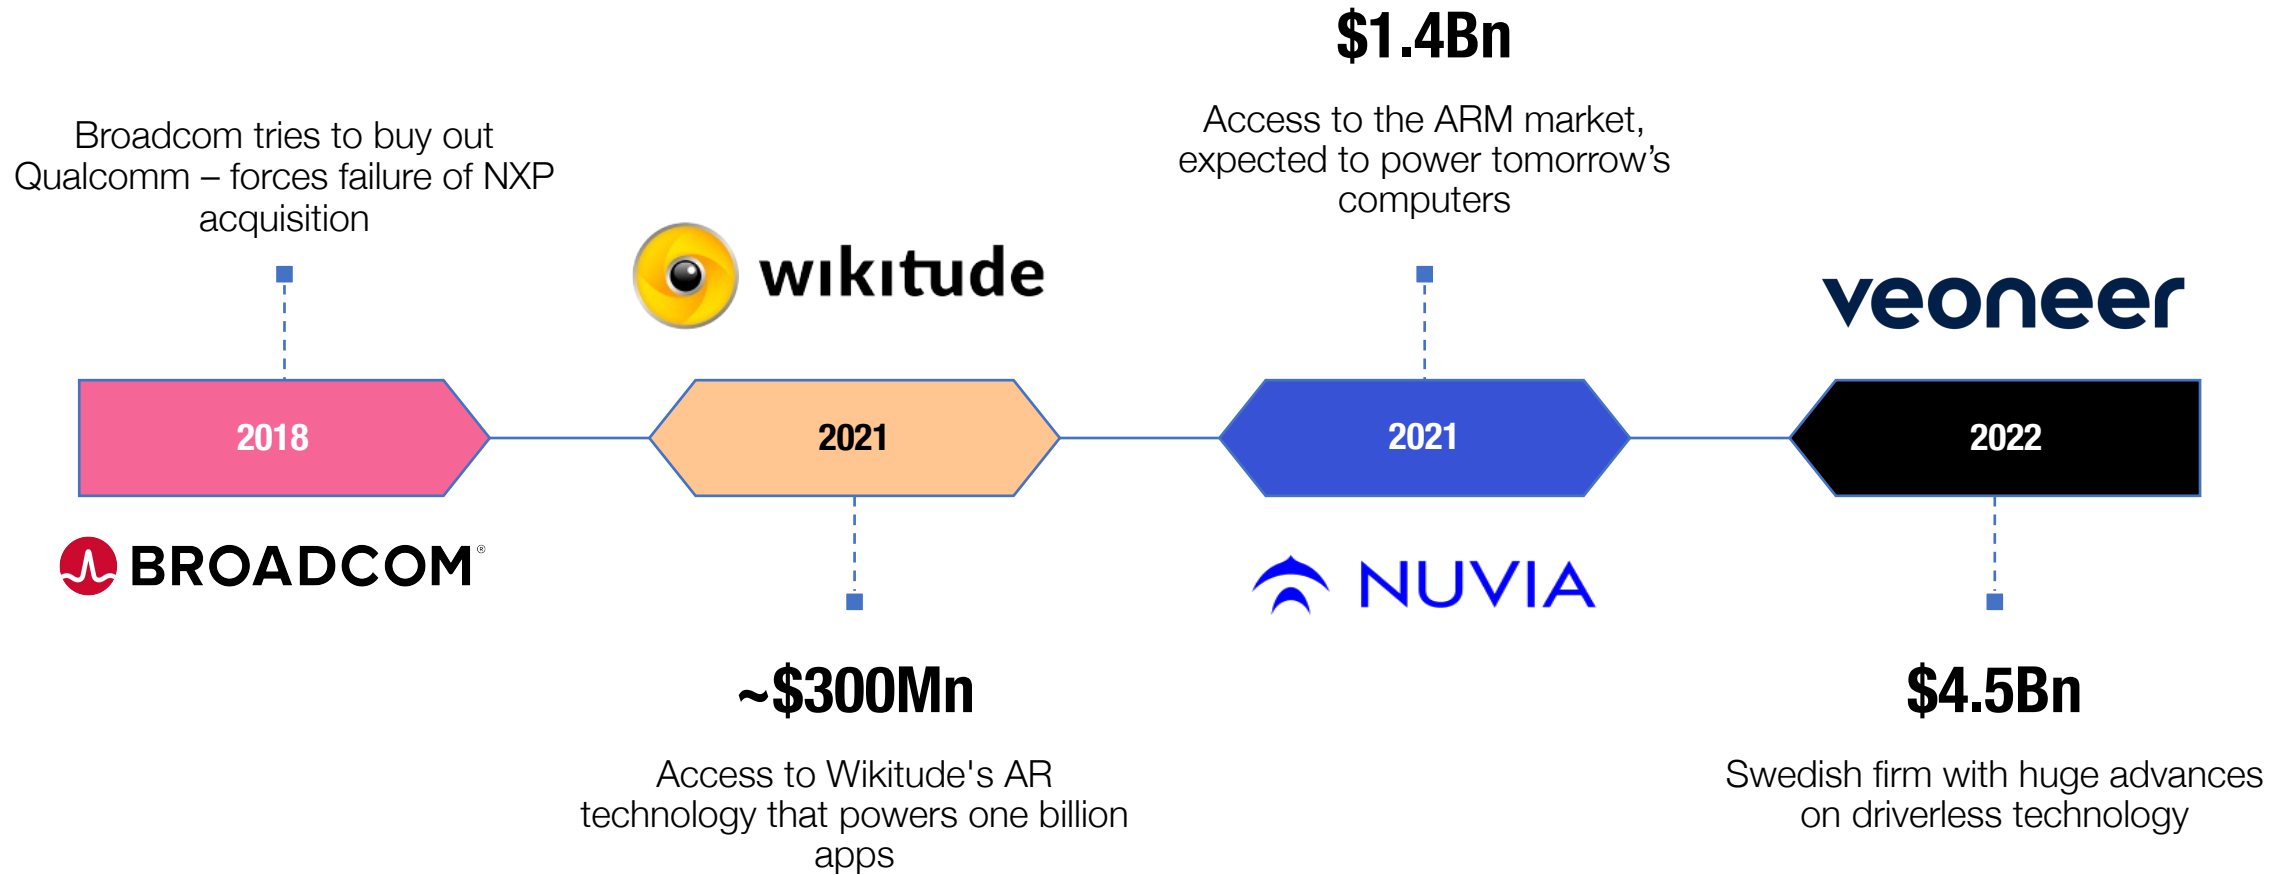 Broadcom tries to buy out
Qualcomm – forces failure of NXP
acquisition
2018
BROADCOM®
wikitude
2021
~$300Mn
Access to Wikitude's AR
technology that powers one billion
apps
$1.4Bn
Access to the ARM market,
expected to power tomorrow’s
computers
2021
NUVIA
veoneer
2022
$4.5Bn
Swedish firm with huge advances
on driverless technology